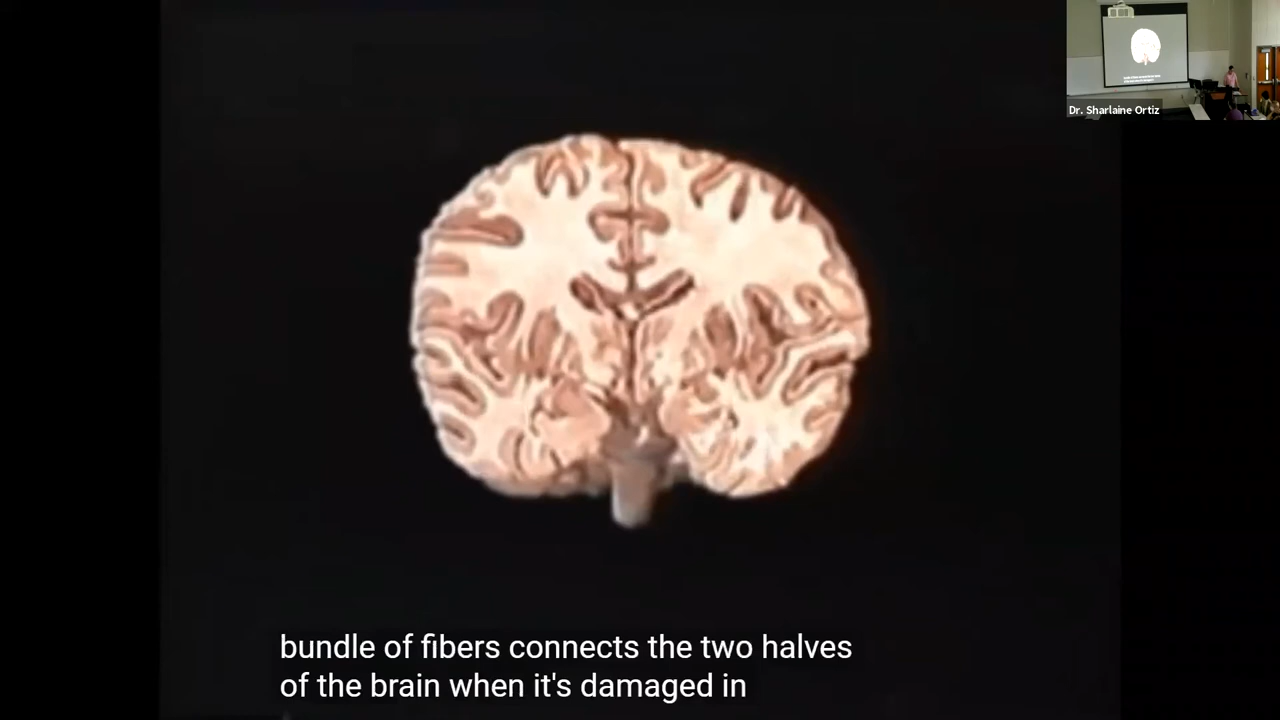 Dr. Sharlaine Ortiz
bundle of fibers connects the two halves
of the brain when it's damaged in